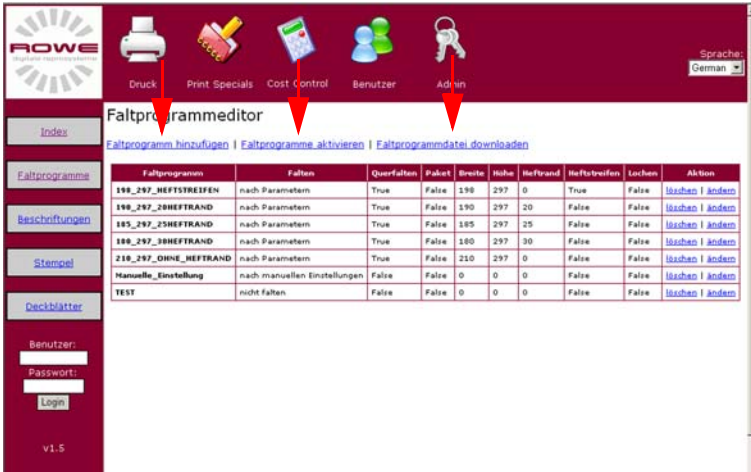 ROWE
digitale reprosysteme
Druck Print Specials Cost Control Benutzer Admin
Sprache:
German
Index
Faltprogramme
Beschriftungen
Stempel
Deckblätter
Benutzer:
Passwort:
Login
v1.5
Faltprogrammeditor
Faltprogramm hinzufügen | Faltprogramme aktivieren | Faltprogrammdatei downloaden
Faltprogramm Falten Querfalten Paket Breite Höhe Heftrand Heftstreifen Lochen Aktion
198_297_HEFTSTREIFEN nach Parametern True False 198 297 0 True False löschen | ändern
190_297_20HEFTRAND nach Parametern True False 190 297 20 False False löschen | ändern
185_297_25HEFTRAND nach Parametern True False 185 297 25 False False löschen | ändern
180_297_30HEFTRAND nach Parametern True False 180 297 30 False False löschen | ändern
210_297_OHNE_HEFTRAND nach Parametern True False 210 297 0 False False löschen | ändern
Manuelle_Einstellung nach manuellen Einstellungen False False 0 0 0 False False löschen | ändern
TEST nicht falten False False 0 0 0 False False löschen | ändern